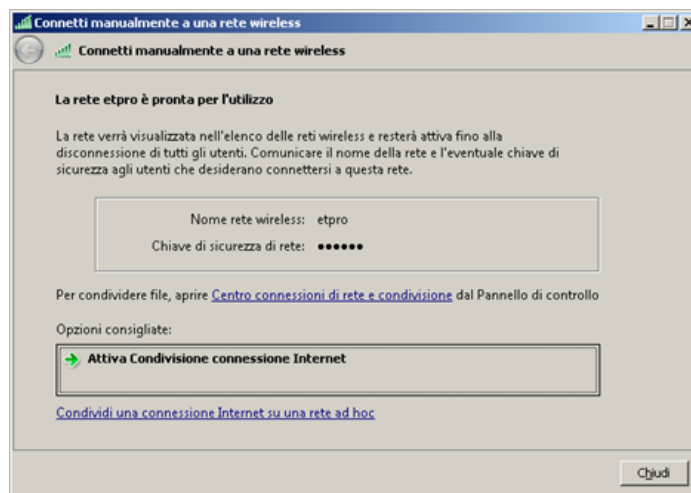 Connetti manualmente a una rete wireless
Connetti manualmente a una rete wireless
La rete etpro è pronta per l'utilizzo
La rete verrà visualizzata nell'elenco delle reti wireless e resterà attiva fino alla
disconnessione di tutti gli utenti. Comunicare il nome della rete e l'eventuale chiave di
sicurezza agli utenti che desiderano connettersi a questa rete.
Nome rete wireless: etpro
Chiave di sicurezza di rete: ••••••
Per condividere file, aprire Centro connessioni di rete e condivisione dal Pannello di controllo
Opzioni consigliate:
Attiva Condivisione connessione Internet
Condividi una connessione Internet su una rete ad hoc
Chiudi